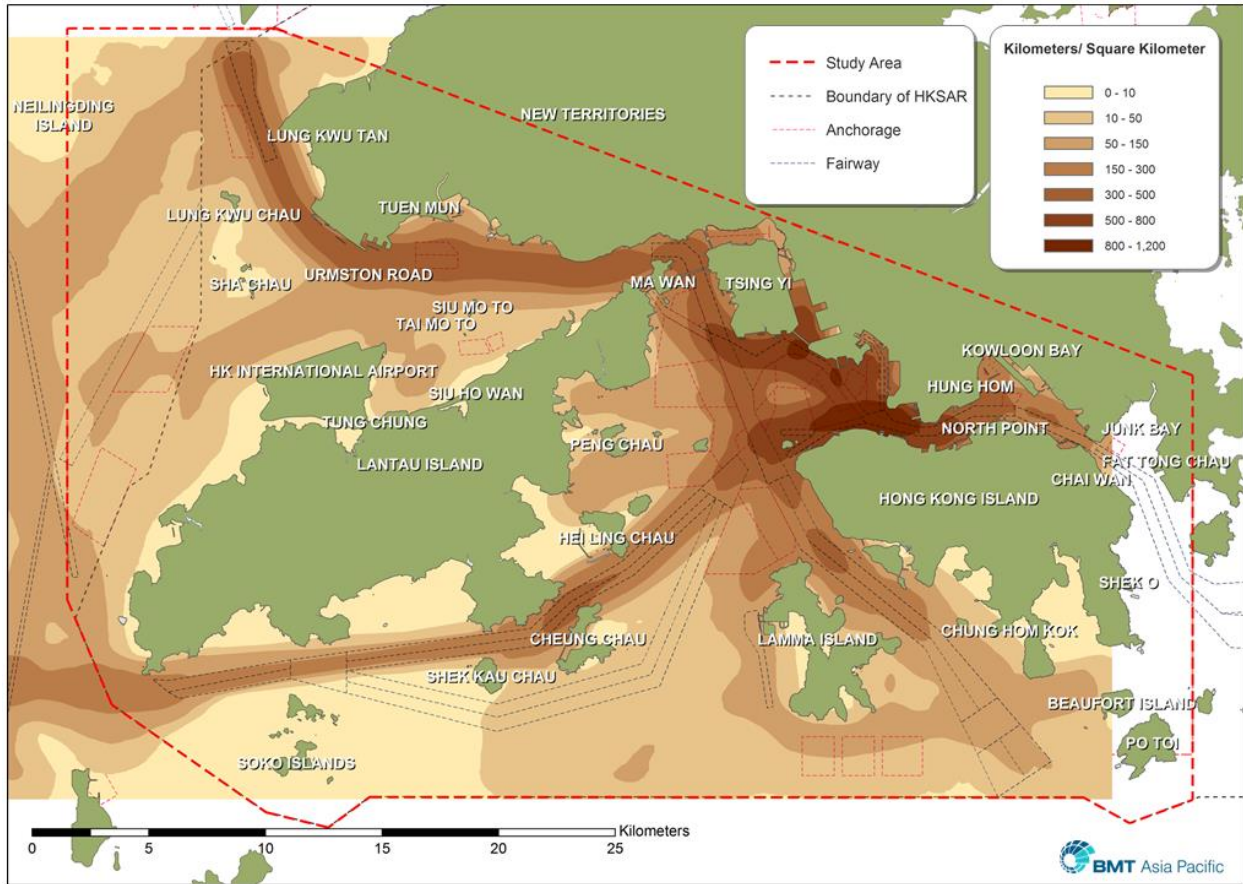 NEILINGDING
ISLAND
LUNG KWU TAN
NEW TERRITORIES
LUNG KWU CHAU
TUEN MUN
URMSTON ROAD
SHA CHAU
MA WAN
TSING YI
SIU MO TO
TAI MO TO
HK INTERNATIONAL AIRPORT
SIU HO WAN
TUNG CHUNG
LANTAU ISLAND
PENG CHAU
KOWLOON BAY
HUNG HOM
NORTH POINT
JUNK BAY
FAT TONG CHAU
CHAI WAN
HONG KONG ISLAND
HEI LING CHAU
SHEK O
CHEUNG CHAU
LAMMA ISLAND
CHUNG HOM KOK
SHEK KAU CHAU
BEAUFORT ISLAND
PO TOI
SOKO ISLANDS
Study Area
Boundary of HKSAR
Anchorage
Fairway
Kilometers/ Square Kilometer
0 - 10
10 - 50
50 - 150
150 - 300
300 - 500
500 - 800
800 - 1,200
Kilometers
0 5 10 15 20 25
BMT Asia Pacific